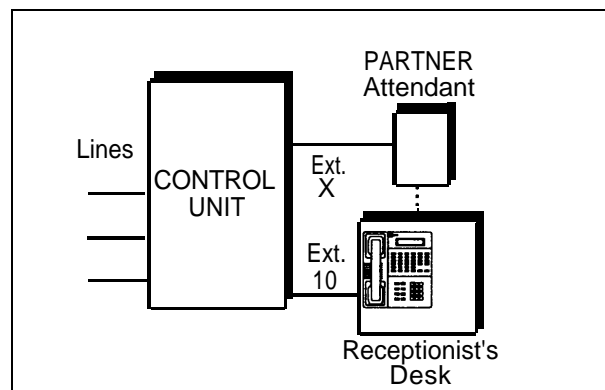 PARTNER
Attendant
Lines
CONTROL
UNIT
Ext.
X
Ext.
10
Receptionist's
Desk